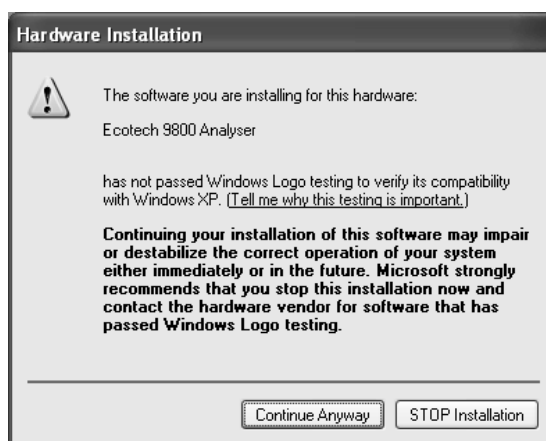 Hardware Installation
The software you are installing for this hardware:
Ecotech 9800 Analyser
has not passed Windows Logo testing to verify its compatibility
with Windows XP. (Tell me why this testing is important.)
Continuing your installation of this software may impair
or destabilize the correct operation of your system
either immediately or in the future. Microsoft strongly
recommends that you stop this installation now and
contact the hardware vendor for software that has
passed Windows Logo testing.
Continue Anyway STOP Installation